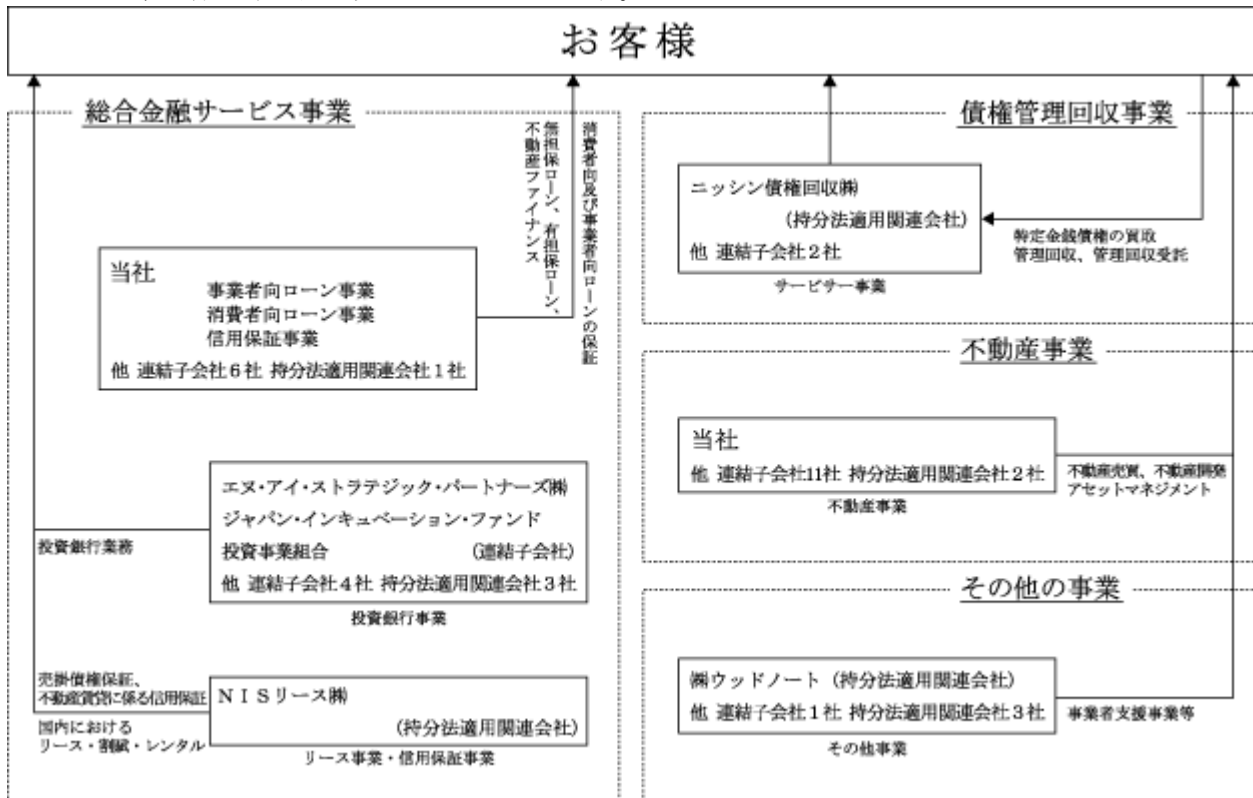 お客様
総合金融サービス事業
無担保ローン、有担保ローン、
不動産ファイナンス
消費者向及び事業者向ローンの保証
当社
事業者向ローン事業
消費者向ローン事業
信用保証事業
他 連結子会社6社 持分法適用関連会社1社
エヌ・アイ・ストラテジック・パートナーズ㈱
ジャパン・インキュベーション・ファンド
投資事業組合 (連結子会社)
他 連結子会社4社 持分法適用関連会社3社
投資銀行事業
投資銀行業務
売掛債権保証、
不動産賃貸に係る信用保証
国内における
リース・割賦・レンタル
NISリース㈱
(持分法適用関連会社)
リース事業・信用保証事業
債権管理回収事業
ニッシン債権回収㈱
(持分法適用関連会社)
他 連結子会社2社
サービサー事業
特定金銭債権の買取
管理回収、管理回収受託
不動産事業
当社
他 連結子会社11社 持分法適用関連会社2社
不動産事業
不動産売買、不動産開発
アセットマネジメント
その他の事業
㈱ウッドノート (持分法適用関連会社)
他 連結子会社1社 持分法適用関連会社3社
その他事業
事業者支援事業等